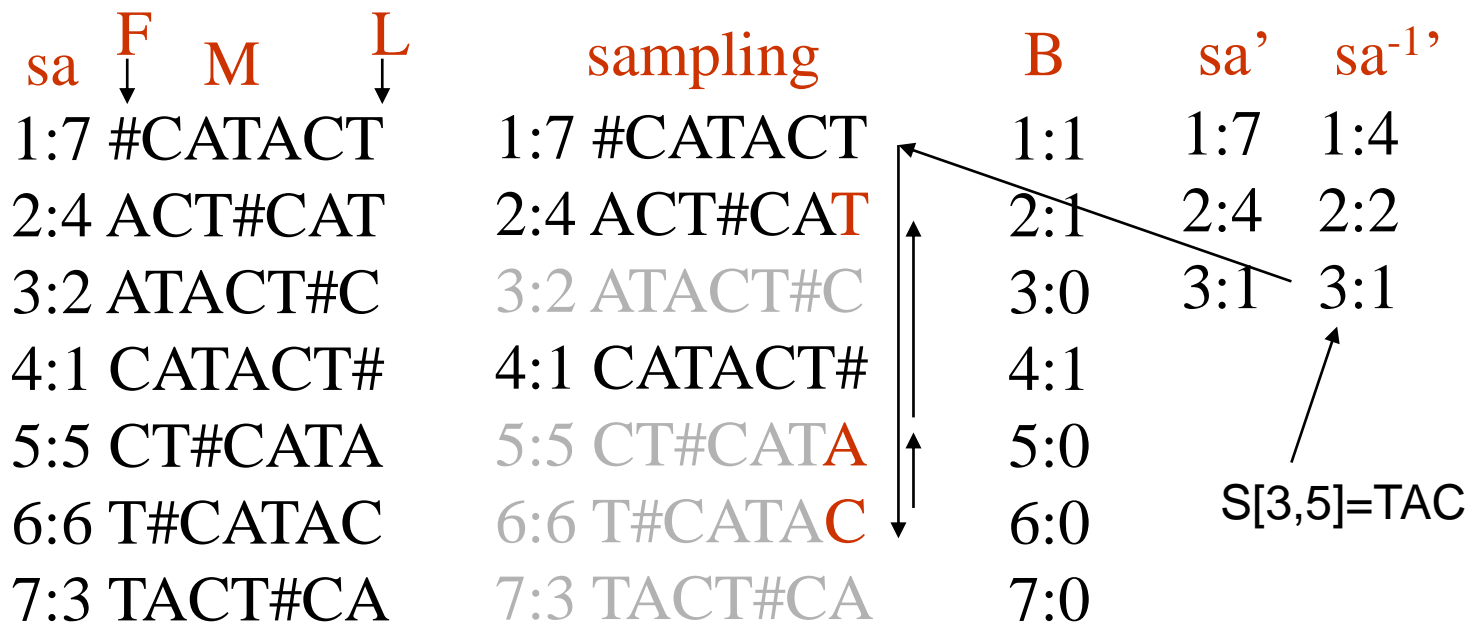 sa F M L sampling B sa’ sa-1’
1:7 #CATACT 1:7 #CATACT 1:1 1:7 1:4
2:4 ACT#CAT 2:4 ACT#CAT 2:1 2:4 2:2
3:2 ATACT#C 3:2 ATACT#C 3:0 3:1 3:1
4:1 CATACT# 4:1 CATACT# 4:1
5:5 CT#CATA 5:5 CT#CATA 5:0
6:6 T#CATAC 6:6 T#CATAC 6:0 S[3,5]=TAC
7:3 TACT#CA 7:3 TACT#CA 7:0